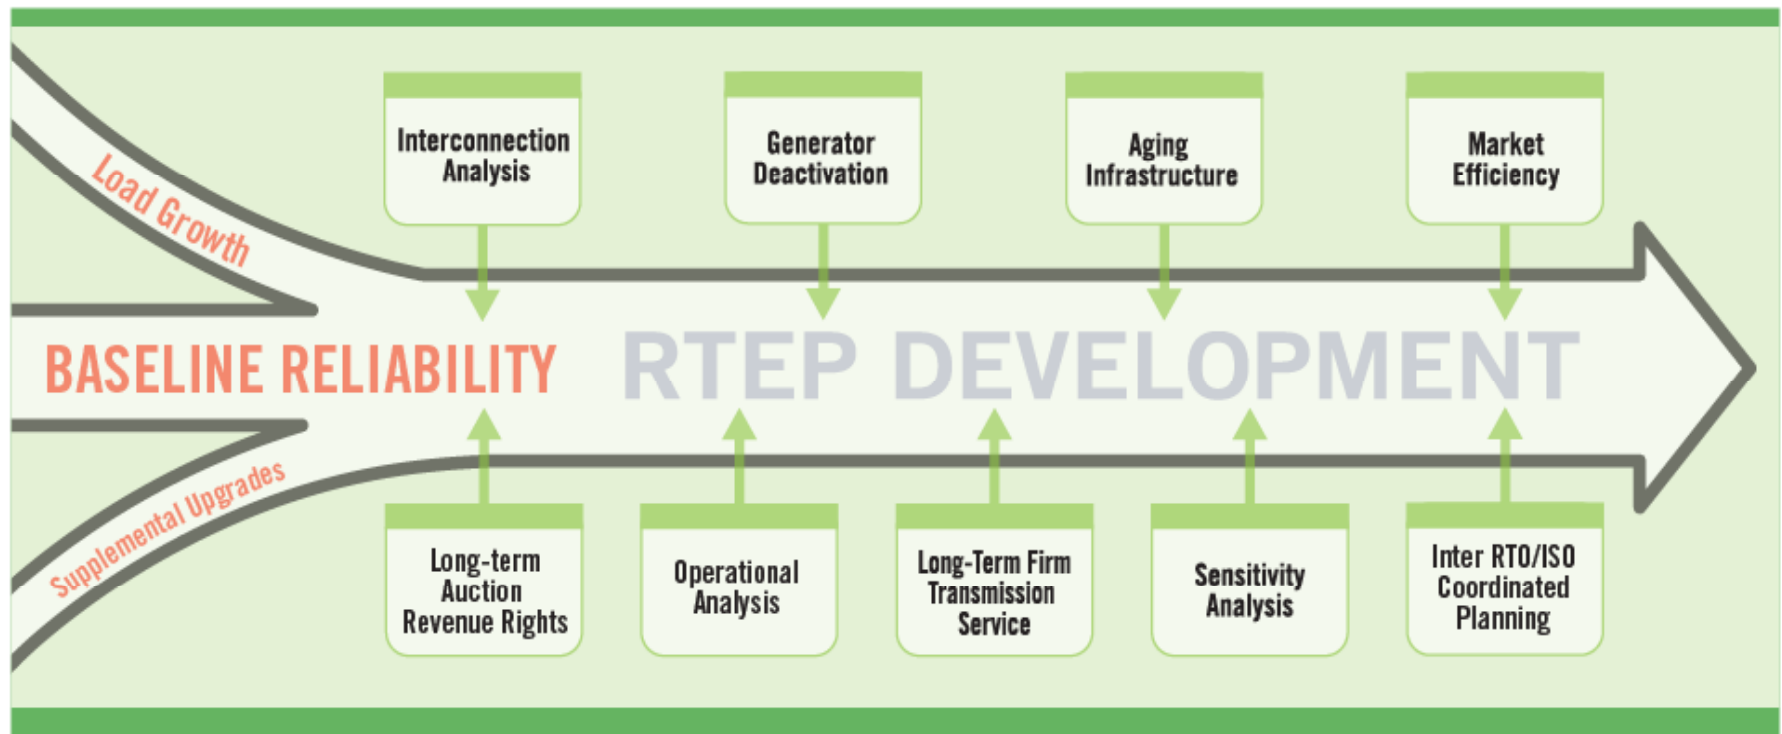 Interconnection
Analysis
Generator
Deactivation
Aging
Infrastructure
Market
Efficiency
Load Growth
BASELINE RELIABILITY
RTEP DEVELOPMENT
Supplemental Upgrades
Long-term
Auction
Revenue Rights
Operational
Analysis
Long-Term Firm
Transmission
Service
Sensitivity
Analysis
Inter RTO/ISO
Coordinated
Planning